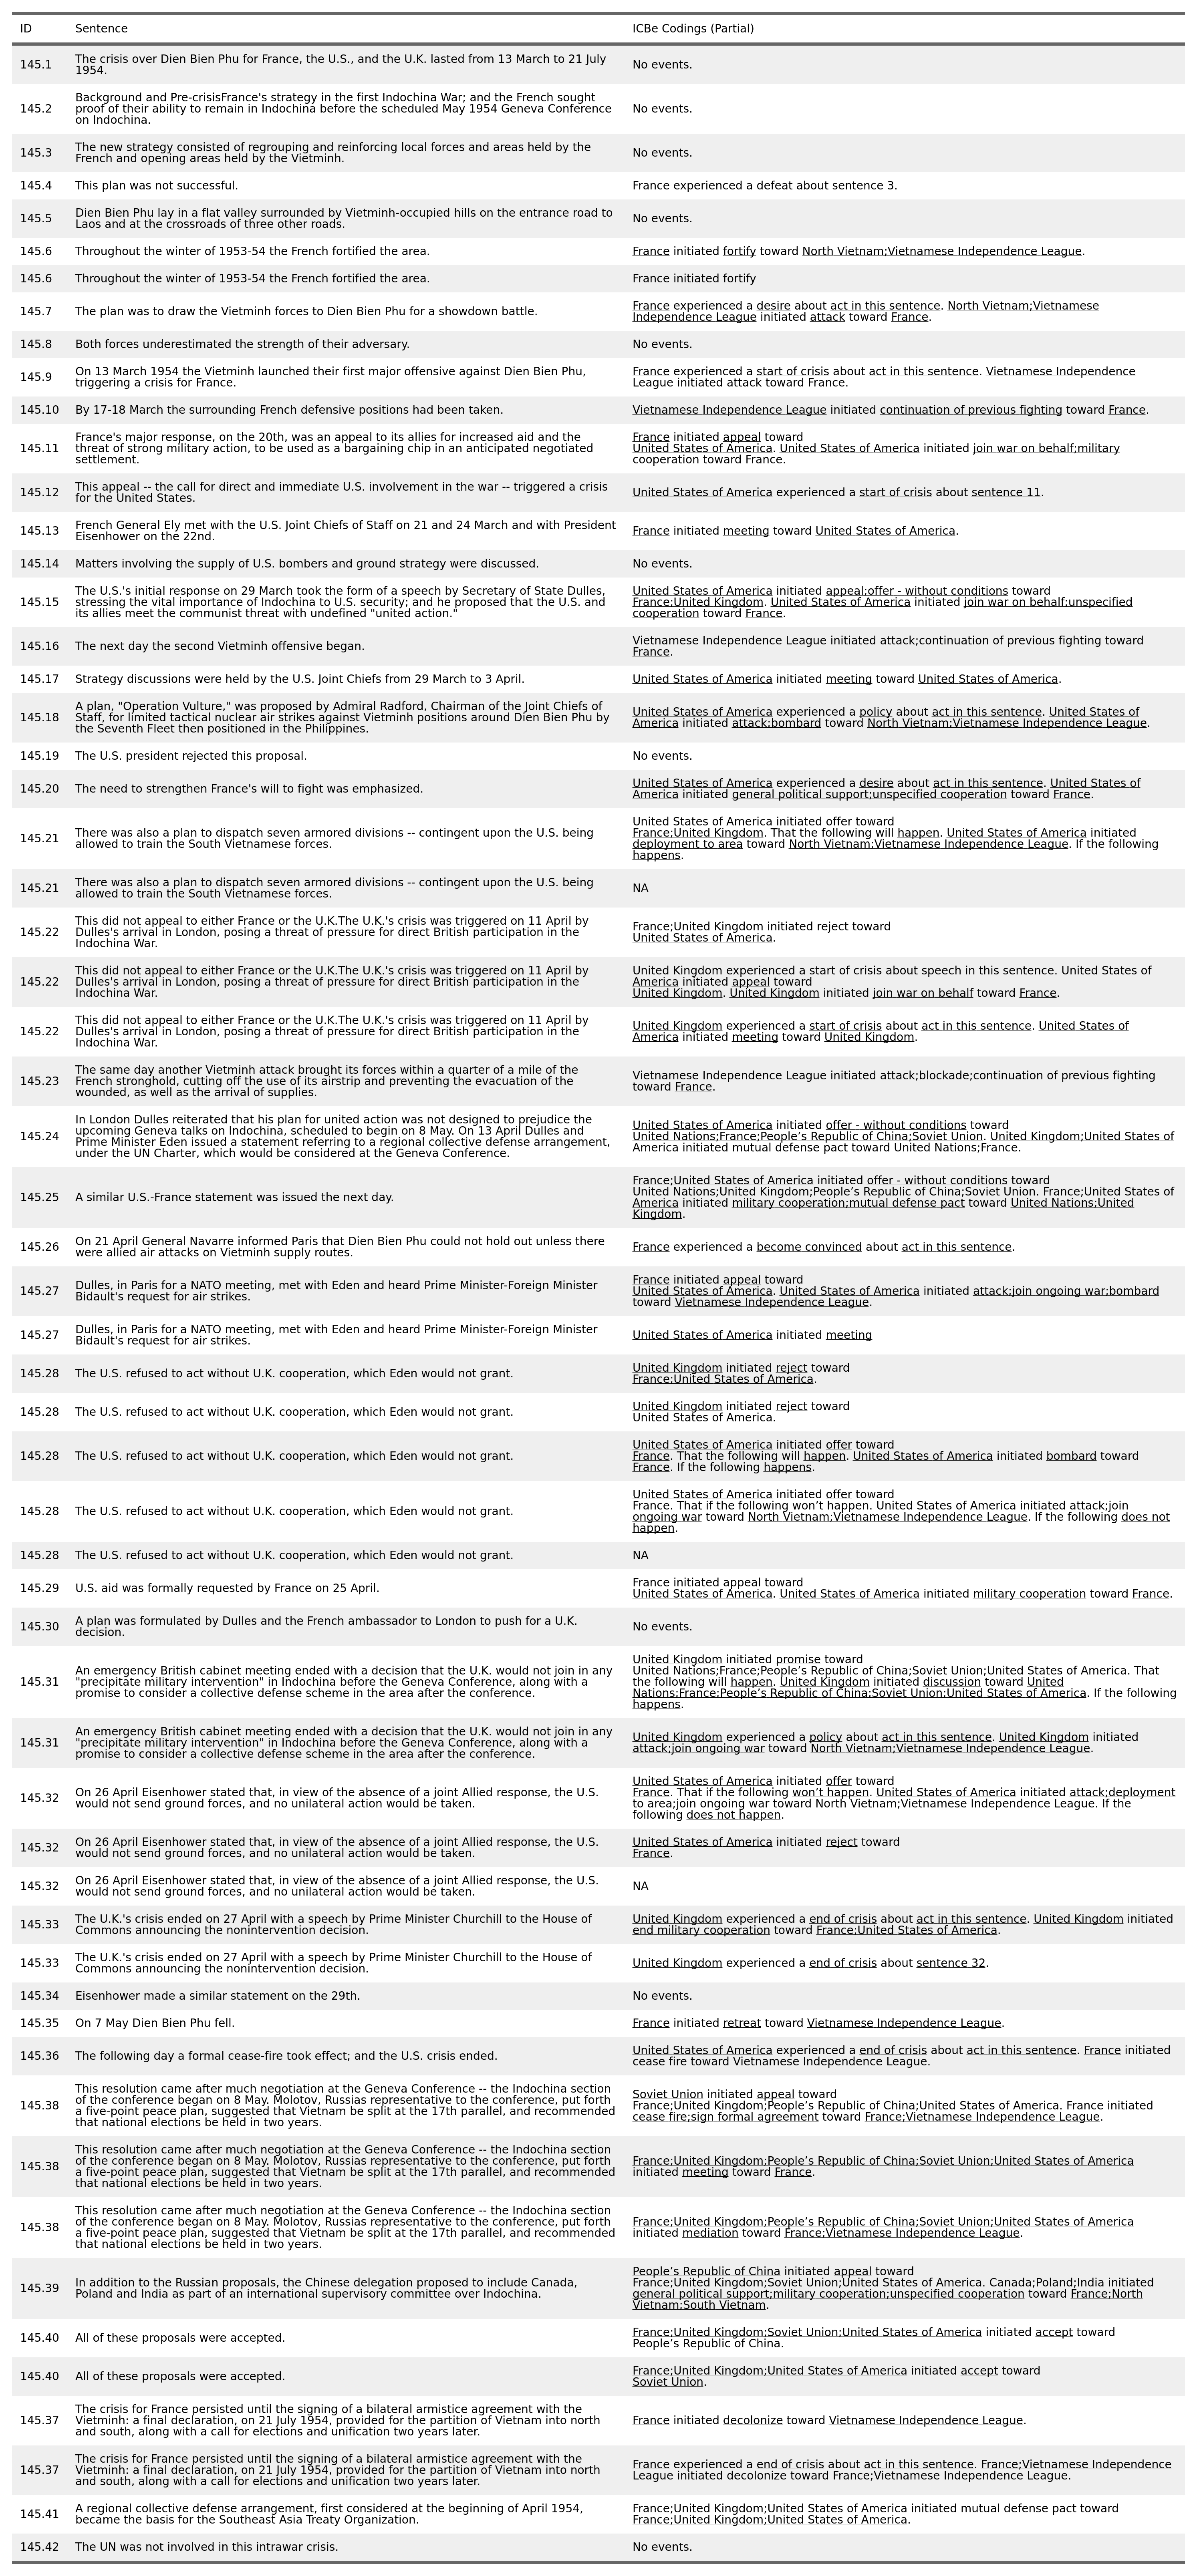 ID Sentence ICBe Codings (Partial)
145.1 The crisis over Dien Bien Phu for France, the U.S., and the U.K. lasted from 13 March to 21 July
1954. No events.
145.2 Background and Pre-crisisFrance's strategy in the first Indochina War; and the French sought
proof of their ability to remain in Indochina before the scheduled May 1954 Geneva Conference
on Indochina. No events.
145.3 The new strategy consisted of regrouping and reinforcing local forces and areas held by the
French and opening areas held by the Vietminh. No events.
145.4 This plan was not successful. France experienced a defeat about sentence 3.
145.5 Dien Bien Phu lay in a flat valley surrounded by Vietminh-occupied hills on the entrance road to
Laos and at the crossroads of three other roads. No events.
145.6 Throughout the winter of 1953-54 the French fortified the area. France initiated fortify toward North Vietnam;Vietnamese Independence League.
145.6 Throughout the winter of 1953-54 the French fortified the area. France initiated fortify
145.7 The plan was to draw the Vietminh forces to Dien Bien Phu for a showdown battle.
France experienced a desire about act in this sentence. North Vietnam;Vietnamese
Independence League initiated attack toward France.
145.8 Both forces underestimated the strength of their adversary. No events.
145.9 On 13 March 1954 the Vietminh launched their first major offensive against Dien Bien Phu,
triggering a crisis for France.
France experienced a start of crisis about act in this sentence. Vietnamese Independence
League initiated attack toward France.
145.10 By 17-18 March the surrounding French defensive positions had been taken. Vietnamese Independence League initiated continuation of previous fighting toward France.
145.11 France's major response, on the 20th, was an appeal to its allies for increased aid and the
threat of strong military action, to be used as a bargaining chip in an anticipated negotiated
settlement.
France initiated appeal toward
United States of America. United States of America initiated join war on behalf;military
cooperation toward France.
145.12 This appeal -- the call for direct and immediate U.S. involvement in the war -- triggered a crisis
for the United States. United States of America experienced a start of crisis about sentence 11.
145.13 French General Ely met with the U.S. Joint Chiefs of Staff on 21 and 24 March and with President
Eisenhower on the 22nd. France initiated meeting toward United States of America.
145.14 Matters involving the supply of U.S. bombers and ground strategy were discussed. No events.
145.15 The U.S.'s initial response on 29 March took the form of a speech by Secretary of State Dulles,
stressing the vital importance of Indochina to U.S. security; and he proposed that the U.S. and
its allies meet the communist threat with undefined "united action."
United States of America initiated appeal;offer - without conditions toward
France;United Kingdom. United States of America initiated join war on behalf;unspecified
cooperation toward France.
145.16 The next day the second Vietminh offensive began.
Vietnamese Independence League initiated attack;continuation of previous fighting toward
France.
145.17 Strategy discussions were held by the U.S. Joint Chiefs from 29 March to 3 April. United States of America initiated meeting toward United States of America.
145.18 A plan, "Operation Vulture," was proposed by Admiral Radford, Chairman of the Joint Chiefs of
Staff, for limited tactical nuclear air strikes against Vietminh positions around Dien Bien Phu by
the Seventh Fleet then positioned in the Philippines.
United States of America experienced a policy about act in this sentence. United States of
America initiated attack;bombard toward North Vietnam;Vietnamese Independence League.
145.19 The U.S. president rejected this proposal. No events.
145.20 The need to strengthen France's will to fight was emphasized.
United States of America experienced a desire about act in this sentence. United States of
America initiated general political support;unspecified cooperation toward France.
145.21 There was also a plan to dispatch seven armored divisions -- contingent upon the U.S. being
allowed to train the South Vietnamese forces.
United States of America initiated offer toward
France;United Kingdom. That the following will happen. United States of America initiated
deployment to area toward North Vietnam;Vietnamese Independence League. If the following
happens.
145.21 There was also a plan to dispatch seven armored divisions -- contingent upon the U.S. being
allowed to train the South Vietnamese forces. NA
145.22 This did not appeal to either France or the U.K.The U.K.'s crisis was triggered on 11 April by
Dulles's arrival in London, posing a threat of pressure for direct British participation in the
Indochina War.
France;United Kingdom initiated reject toward
United States of America.
145.22 This did not appeal to either France or the U.K.The U.K.'s crisis was triggered on 11 April by
Dulles's arrival in London, posing a threat of pressure for direct British participation in the
Indochina War.
United Kingdom experienced a start of crisis about speech in this sentence. United States of
America initiated appeal toward
United Kingdom. United Kingdom initiated join war on behalf toward France.
145.22 This did not appeal to either France or the U.K.The U.K.'s crisis was triggered on 11 April by
Dulles's arrival in London, posing a threat of pressure for direct British participation in the
Indochina War.
United Kingdom experienced a start of crisis about act in this sentence. United States of
America initiated meeting toward United Kingdom.
145.23 The same day another Vietminh attack brought its forces within a quarter of a mile of the
French stronghold, cutting off the use of its airstrip and preventing the evacuation of the
wounded, as well as the arrival of supplies.
Vietnamese Independence League initiated attack;blockade;continuation of previous fighting
toward France.
145.24 In London Dulles reiterated that his plan for united action was not designed to prejudice the
upcoming Geneva talks on Indochina, scheduled to begin on 8 May. On 13 April Dulles and
Prime Minister Eden issued a statement referring to a regional collective defense arrangement,
under the UN Charter, which would be considered at the Geneva Conference.
United States of America initiated offer - without conditions toward
United Nations;France;People’s Republic of China;Soviet Union. United Kingdom;United States of
America initiated mutual defense pact toward United Nations;France.
145.25 A similar U.S.-France statement was issued the next day.
France;United States of America initiated offer - without conditions toward
United Nations;United Kingdom;People’s Republic of China;Soviet Union. France;United States of
America initiated military cooperation;mutual defense pact toward United Nations;United
Kingdom.
145.26 On 21 April General Navarre informed Paris that Dien Bien Phu could not hold out unless there
were allied air attacks on Vietminh supply routes. France experienced a become convinced about act in this sentence.
145.27 Dulles, in Paris for a NATO meeting, met with Eden and heard Prime Minister-Foreign Minister
Bidault's request for air strikes.
France initiated appeal toward
United States of America. United States of America initiated attack;join ongoing war;bombard
toward Vietnamese Independence League.
145.27 Dulles, in Paris for a NATO meeting, met with Eden and heard Prime Minister-Foreign Minister
Bidault's request for air strikes. United States of America initiated meeting
145.28 The U.S. refused to act without U.K. cooperation, which Eden would not grant.
United Kingdom initiated reject toward
France;United States of America.
145.28 The U.S. refused to act without U.K. cooperation, which Eden would not grant.
United Kingdom initiated reject toward
United States of America.
145.28 The U.S. refused to act without U.K. cooperation, which Eden would not grant.
United States of America initiated offer toward
France. That the following will happen. United States of America initiated bombard toward
France. If the following happens.
145.28 The U.S. refused to act without U.K. cooperation, which Eden would not grant.
United States of America initiated offer toward
France. That if the following won’t happen. United States of America initiated attack;join
ongoing war toward North Vietnam;Vietnamese Independence League. If the following does not
happen.
145.28 The U.S. refused to act without U.K. cooperation, which Eden would not grant. NA
145.29 U.S. aid was formally requested by France on 25 April.
France initiated appeal toward
United States of America. United States of America initiated military cooperation toward France.
145.30 A plan was formulated by Dulles and the French ambassador to London to push for a U.K.
decision. No events.
145.31 An emergency British cabinet meeting ended with a decision that the U.K. would not join in any
"precipitate military intervention" in Indochina before the Geneva Conference, along with a
promise to consider a collective defense scheme in the area after the conference.
United Kingdom initiated promise toward
United Nations;France;People’s Republic of China;Soviet Union;United States of America. That
the following will happen. United Kingdom initiated discussion toward United
Nations;France;People’s Republic of China;Soviet Union;United States of America. If the following
happens.
145.31 An emergency British cabinet meeting ended with a decision that the U.K. would not join in any
"precipitate military intervention" in Indochina before the Geneva Conference, along with a
promise to consider a collective defense scheme in the area after the conference.
United Kingdom experienced a policy about act in this sentence. United Kingdom initiated
attack;join ongoing war toward North Vietnam;Vietnamese Independence League.
145.32 On 26 April Eisenhower stated that, in view of the absence of a joint Allied response, the U.S.
would not send ground forces, and no unilateral action would be taken.
United States of America initiated offer toward
France. That if the following won’t happen. United States of America initiated attack;deployment
to area;join ongoing war toward North Vietnam;Vietnamese Independence League. If the
following does not happen.
145.32 On 26 April Eisenhower stated that, in view of the absence of a joint Allied response, the U.S.
would not send ground forces, and no unilateral action would be taken.
United States of America initiated reject toward
France.
145.32 On 26 April Eisenhower stated that, in view of the absence of a joint Allied response, the U.S.
would not send ground forces, and no unilateral action would be taken. NA
145.33 The U.K.'s crisis ended on 27 April with a speech by Prime Minister Churchill to the House of
Commons announcing the nonintervention decision.
United Kingdom experienced a end of crisis about act in this sentence. United Kingdom initiated
end military cooperation toward France;United States of America.
145.33 The U.K.'s crisis ended on 27 April with a speech by Prime Minister Churchill to the House of
Commons announcing the nonintervention decision. United Kingdom experienced a end of crisis about sentence 32.
145.34 Eisenhower made a similar statement on the 29th. No events.
145.35 On 7 May Dien Bien Phu fell. France initiated retreat toward Vietnamese Independence League.
145.36 The following day a formal cease-fire took effect; and the U.S. crisis ended.
United States of America experienced a end of crisis about act in this sentence. France initiated
cease fire toward Vietnamese Independence League.
145.38 This resolution came after much negotiation at the Geneva Conference -- the Indochina section
of the conference began on 8 May. Molotov, Russias representative to the conference, put forth
a five-point peace plan, suggested that Vietnam be split at the 17th parallel, and recommended
that national elections be held in two years.
Soviet Union initiated appeal toward
France;United Kingdom;People’s Republic of China;United States of America. France initiated
cease fire;sign formal agreement toward France;Vietnamese Independence League.
145.38 This resolution came after much negotiation at the Geneva Conference -- the Indochina section
of the conference began on 8 May. Molotov, Russias representative to the conference, put forth
a five-point peace plan, suggested that Vietnam be split at the 17th parallel, and recommended
that national elections be held in two years.
France;United Kingdom;People’s Republic of China;Soviet Union;United States of America
initiated meeting toward France.
145.38 This resolution came after much negotiation at the Geneva Conference -- the Indochina section
of the conference began on 8 May. Molotov, Russias representative to the conference, put forth
a five-point peace plan, suggested that Vietnam be split at the 17th parallel, and recommended
that national elections be held in two years.
France;United Kingdom;People’s Republic of China;Soviet Union;United States of America
initiated mediation toward France;Vietnamese Independence League.
145.39 In addition to the Russian proposals, the Chinese delegation proposed to include Canada,
Poland and India as part of an international supervisory committee over Indochina.
People’s Republic of China initiated appeal toward
France;United Kingdom;Soviet Union;United States of America. Canada;Poland;India initiated
general political support;military cooperation;unspecified cooperation toward France;North
Vietnam;South Vietnam.
145.40 All of these proposals were accepted.
France;United Kingdom;Soviet Union;United States of America initiated accept toward
People’s Republic of China.
145.40 All of these proposals were accepted.
France;United Kingdom;United States of America initiated accept toward
Soviet Union.
145.37 The crisis for France persisted until the signing of a bilateral armistice agreement with the
Vietminh: a final declaration, on 21 July 1954, provided for the partition of Vietnam into north
and south, along with a call for elections and unification two years later.
France initiated decolonize toward Vietnamese Independence League.
145.37 The crisis for France persisted until the signing of a bilateral armistice agreement with the
Vietminh: a final declaration, on 21 July 1954, provided for the partition of Vietnam into north
and south, along with a call for elections and unification two years later.
France experienced a end of crisis about act in this sentence. France;Vietnamese Independence
League initiated decolonize toward France;Vietnamese Independence League.
145.41 A regional collective defense arrangement, first considered at the beginning of April 1954,
became the basis for the Southeast Asia Treaty Organization.
France;United Kingdom;United States of America initiated mutual defense pact toward
France;United Kingdom;United States of America.
145.42 The UN was not involved in this intrawar crisis. No events.